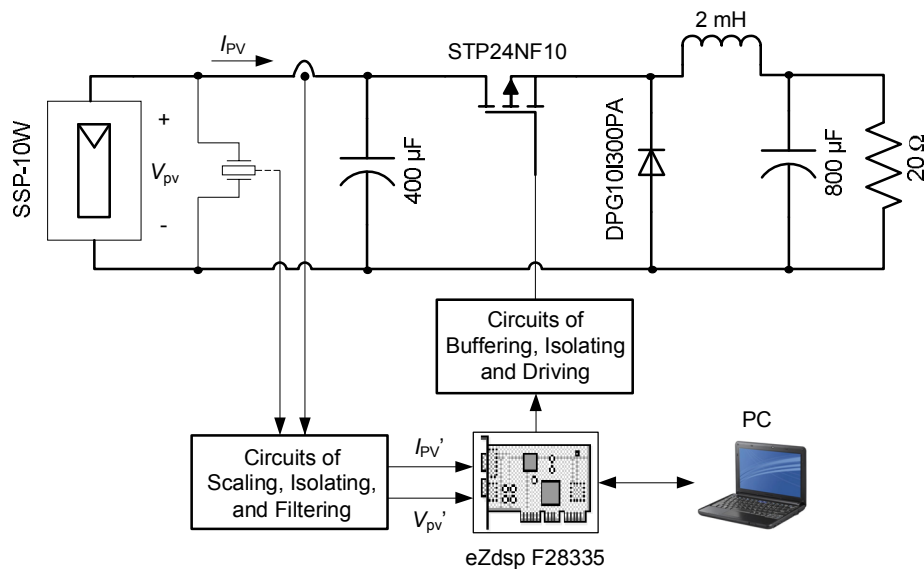 2 mH
I_PV
STP24NF10
SSP-10W
+
V_pv
-
400 µF
DPG10I300PA
800 µF
20 Ω
Circuits of
Buffering, Isolating
and Driving
PC
Circuits of
Scaling, Isolating,
and Filtering
I_PV’
V_pv’
eZdsp F28335